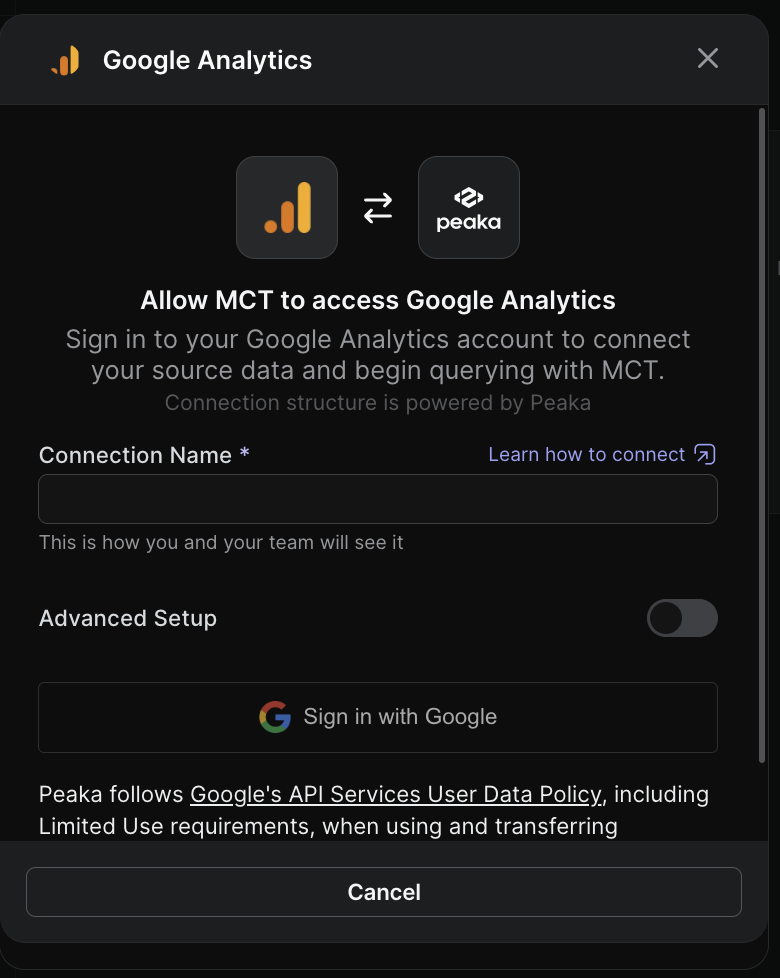 Google Analytics
peaka
Allow MCT to access Google Analytics
Sign in to your Google Analytics account to connect
your source data and begin querying with MCT.
Connection structure is powered by Peaka
Connection Name *
Learn how to connect
This is how you and your team will see it
Advanced Setup
Sign in with Google
Peaka follows Google's API Services User Data Policy, including
Limited Use requirements, when using and transferring
Cancel